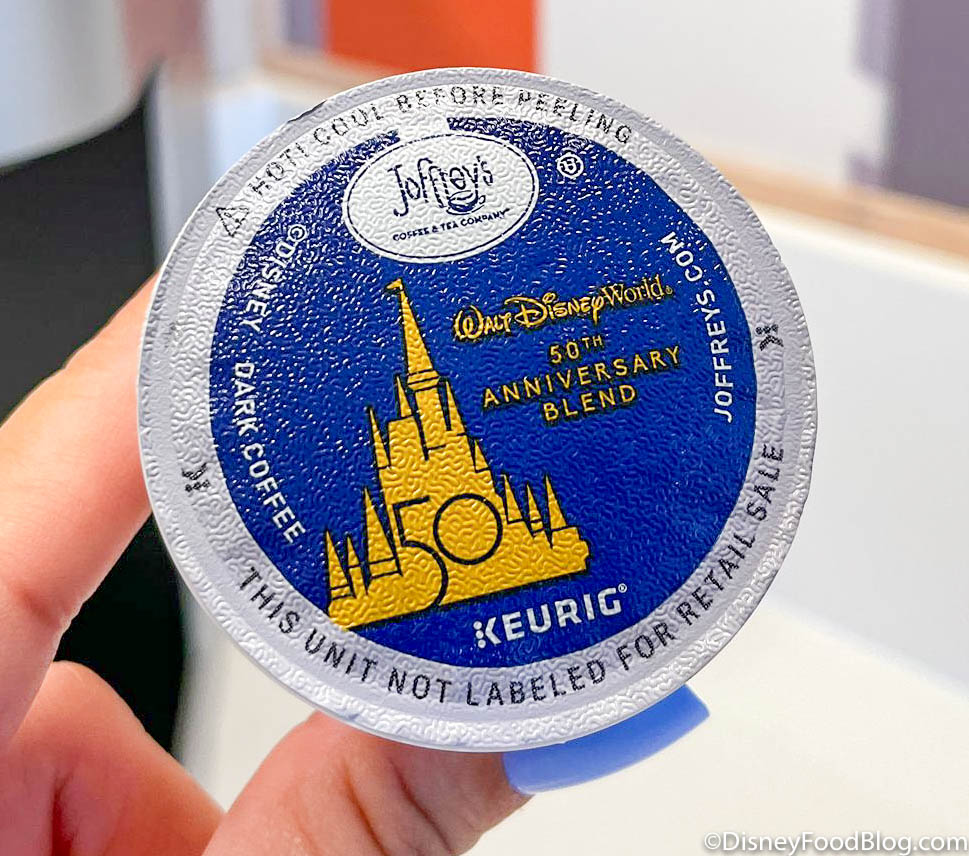 HOT! COOL BEFORE PEELING
Joffrey's
COFFEE & TEA COMPANY
®
©DISNEY DARK COFFEE
WALT DISNEY World®
50TH
ANNIVERSARY
BLEND
JOFFREYS.COM
50
KEURIG®
THIS UNIT NOT LABELED FOR RETAIL SALE
©DisneyFoodBlog.com